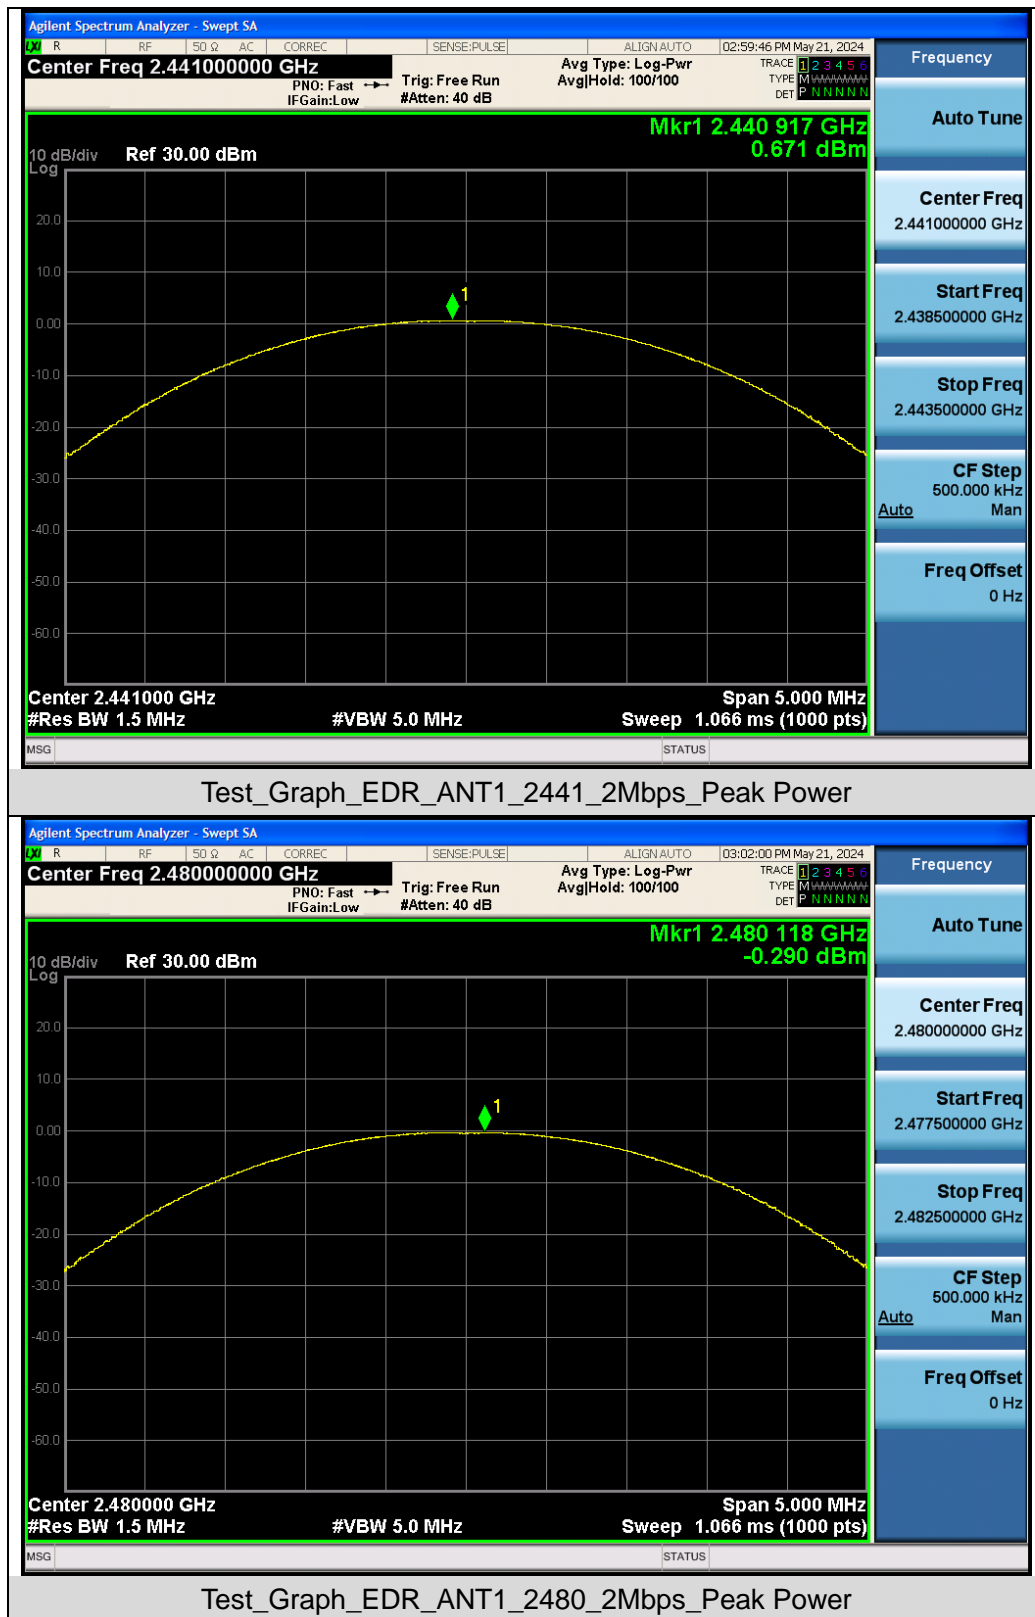 Agilent Spectrum Analyzer - Swept SA
LXI R RF 50 Ω AC CORREC SENSE:PULSE ALIGN AUTO 02:59:46 PM May 21, 2024
Center Freq 2.441000000 GHz
PNO: Fast
IFGain:Low
Trig: Free Run
#Atten: 40 dB
Avg Type: Log-Pwr
Avg|Hold: 100/100
TRACE 1 2 3 4 5 6
TYPE M
DET P N N N N N
Mkr1 2.440 917 GHz
0.671 dBm
10 dB/div Ref 30.00 dBm
Log
1
20.0
10.0
0.00
-10.0
-20.0
-30.0
-40.0
-50.0
-60.0
Center 2.441000 GHz Span 5.000 MHz
#Res BW 1.5 MHz #VBW 5.0 MHz Sweep 1.066 ms (1000 pts)
MSG STATUS
Frequency
Auto Tune
Center Freq
2.441000000 GHz
Start Freq
2.438500000 GHz
Stop Freq
2.443500000 GHz
CF Step
500.000 kHz
Auto Man
Freq Offset
0 Hz
Test_Graph_EDR_ANT1_2441_2Mbps_Peak Power
Agilent Spectrum Analyzer - Swept SA
LXI R RF 50 Ω AC CORREC SENSE:PULSE ALIGN AUTO 03:02:00 PM May 21, 2024
Center Freq 2.480000000 GHz
PNO: Fast
IFGain:Low
Trig: Free Run
#Atten: 40 dB
Avg Type: Log-Pwr
Avg|Hold: 100/100
TRACE 1 2 3 4 5 6
TYPE M
DET P N N N N N
Mkr1 2.480 118 GHz
-0.290 dBm
10 dB/div Ref 30.00 dBm
Log
1
20.0
10.0
0.00
-10.0
-20.0
-30.0
-40.0
-50.0
-60.0
Center 2.480000 GHz Span 5.000 MHz
#Res BW 1.5 MHz #VBW 5.0 MHz Sweep 1.066 ms (1000 pts)
MSG STATUS
Frequency
Auto Tune
Center Freq
2.480000000 GHz
Start Freq
2.477500000 GHz
Stop Freq
2.482500000 GHz
CF Step
500.000 kHz
Auto Man
Freq Offset
0 Hz
Test_Graph_EDR_ANT1_2480_2Mbps_Peak Power